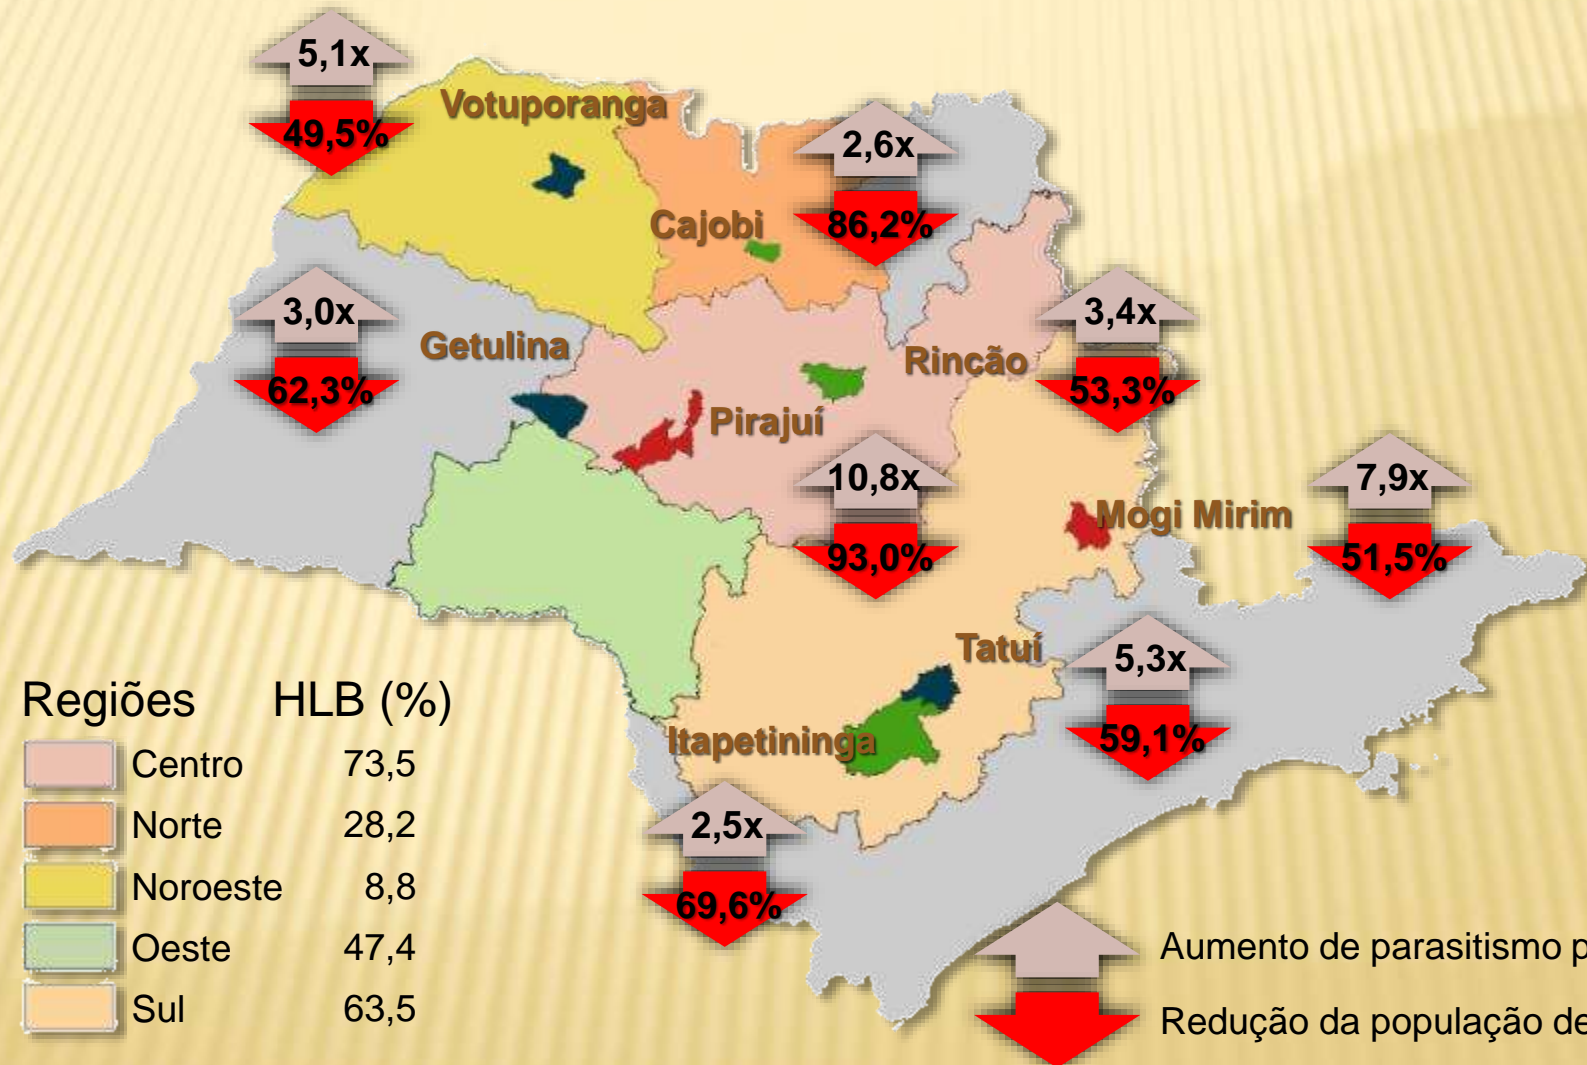 5,1x
49,5%
Votuporanga
2,6x
86,2%
Cajobi
3,0x
62,3%
Getulina
Rincão
3,4x
53,3%
Pirajuí
10,8x
93,0%
Mogi Mirim
7,9x
51,5%
Tatuí
5,3x
59,1%
Itapetininga
2,5x
69,6%
Regiões HLB (%)
Centro 73,5
Norte 28,2
Noroeste 8,8
Oeste 47,4
Sul 63,5
Aumento de parasitismo p
Redução da população de